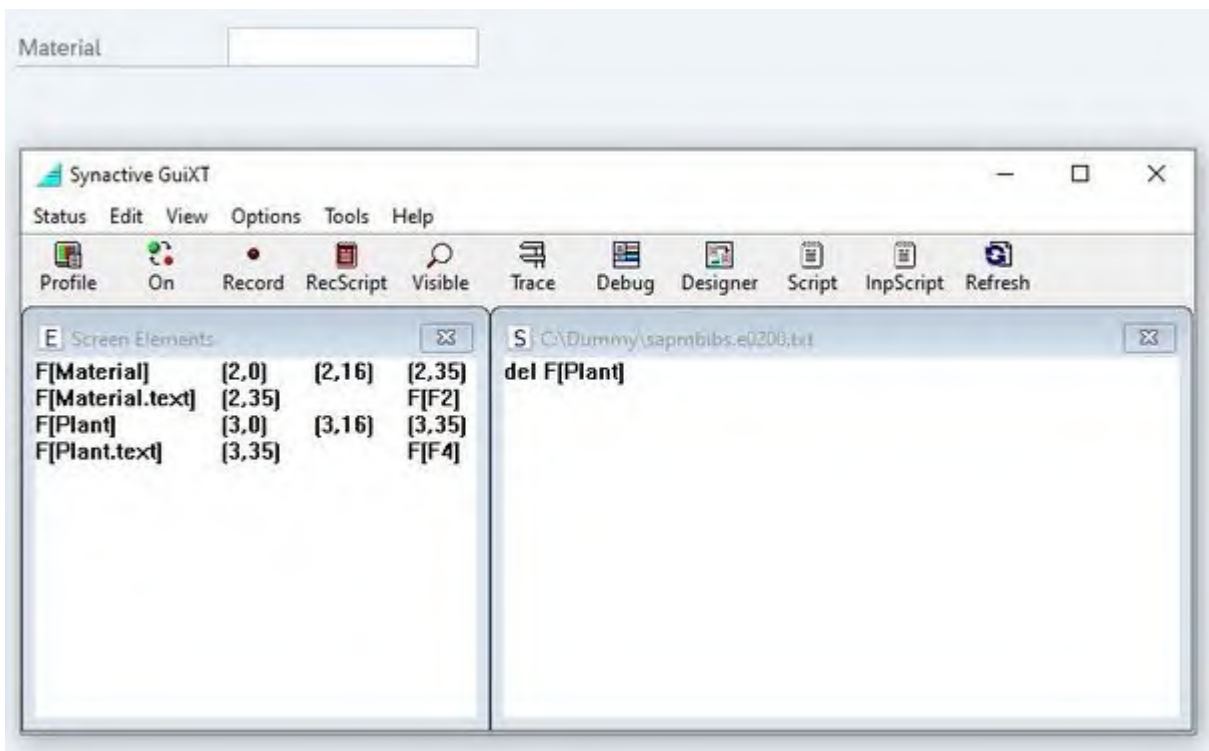 Material
Synactive GuiXT
Status Edit View Options Tools Help
Profile On Record RecScript Visible Trace Debug Designer Script InpScript Refresh
E Screen Elements
F[Material] (2,0) (2,16) (2,35)
F[Material.text] (2,35) F[F2]
F[Plant] (3,0) (3,16) (3,35)
F[Plant.text] (3,35) F[F4]
S C:\Dummy\sapmbibs.e0200.txt
del F[Plant]